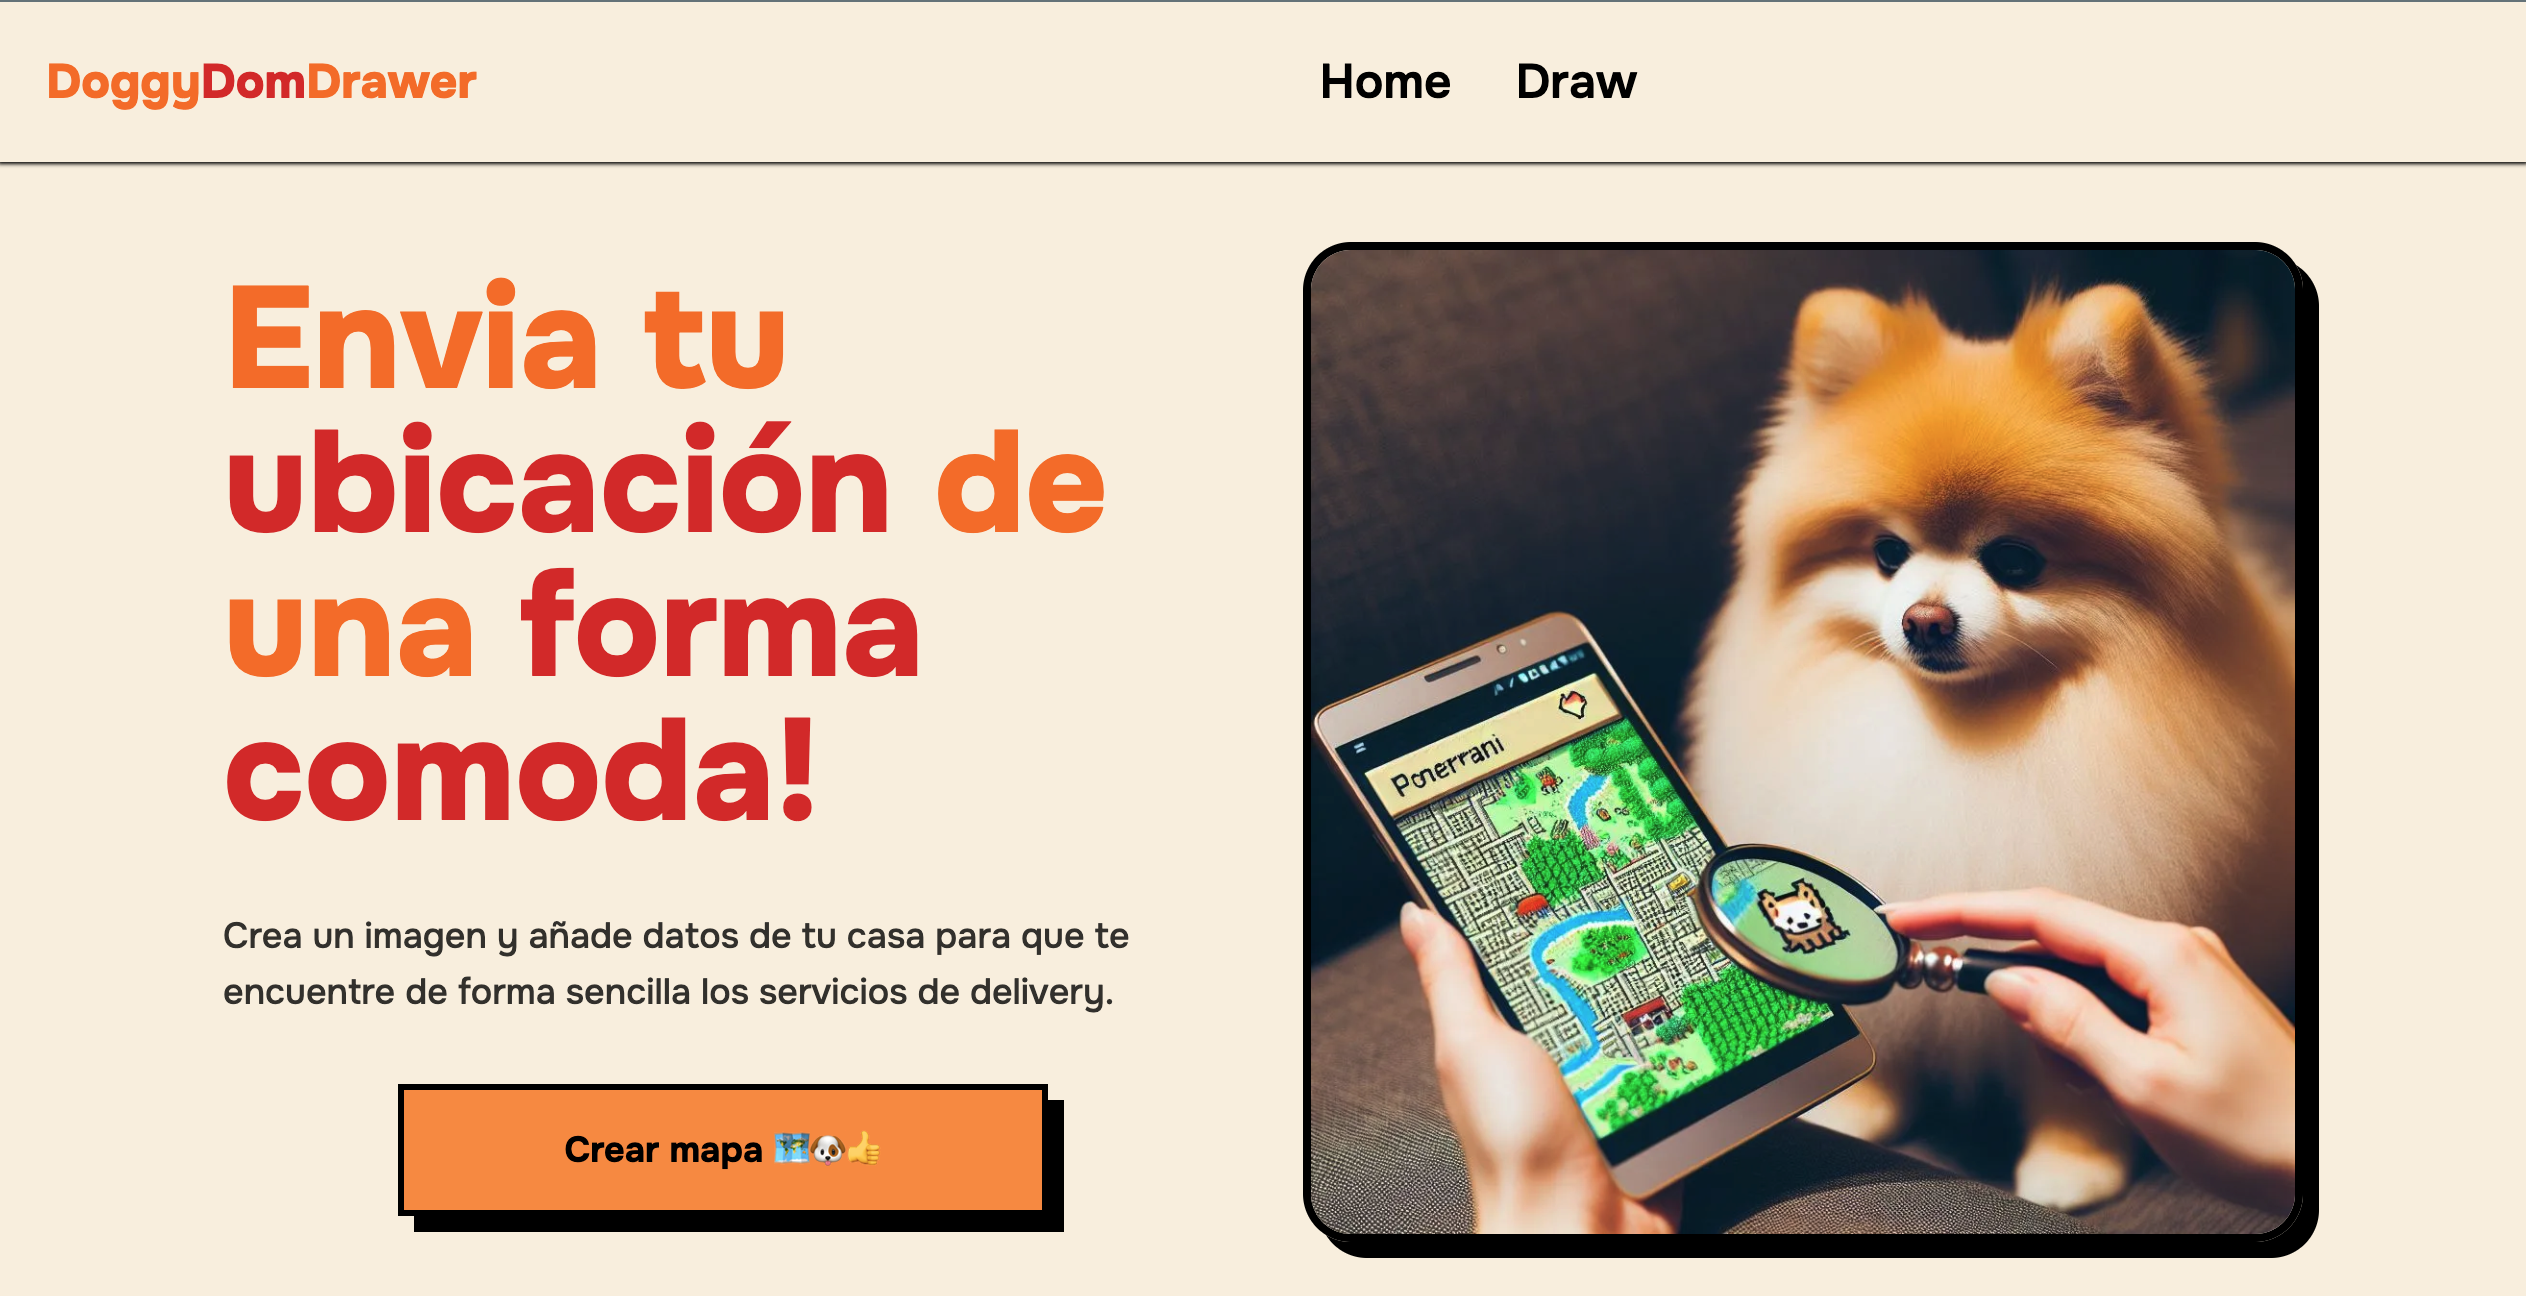 DoggyDomDrawer
Home Draw
Envia tu
ubicación de
una forma
comoda!
Crea un imagen y añade datos de tu casa para que te
encuentre de forma sencilla los servicios de delivery.
Crear mapa 🗺️🐶👍
Ponerrani